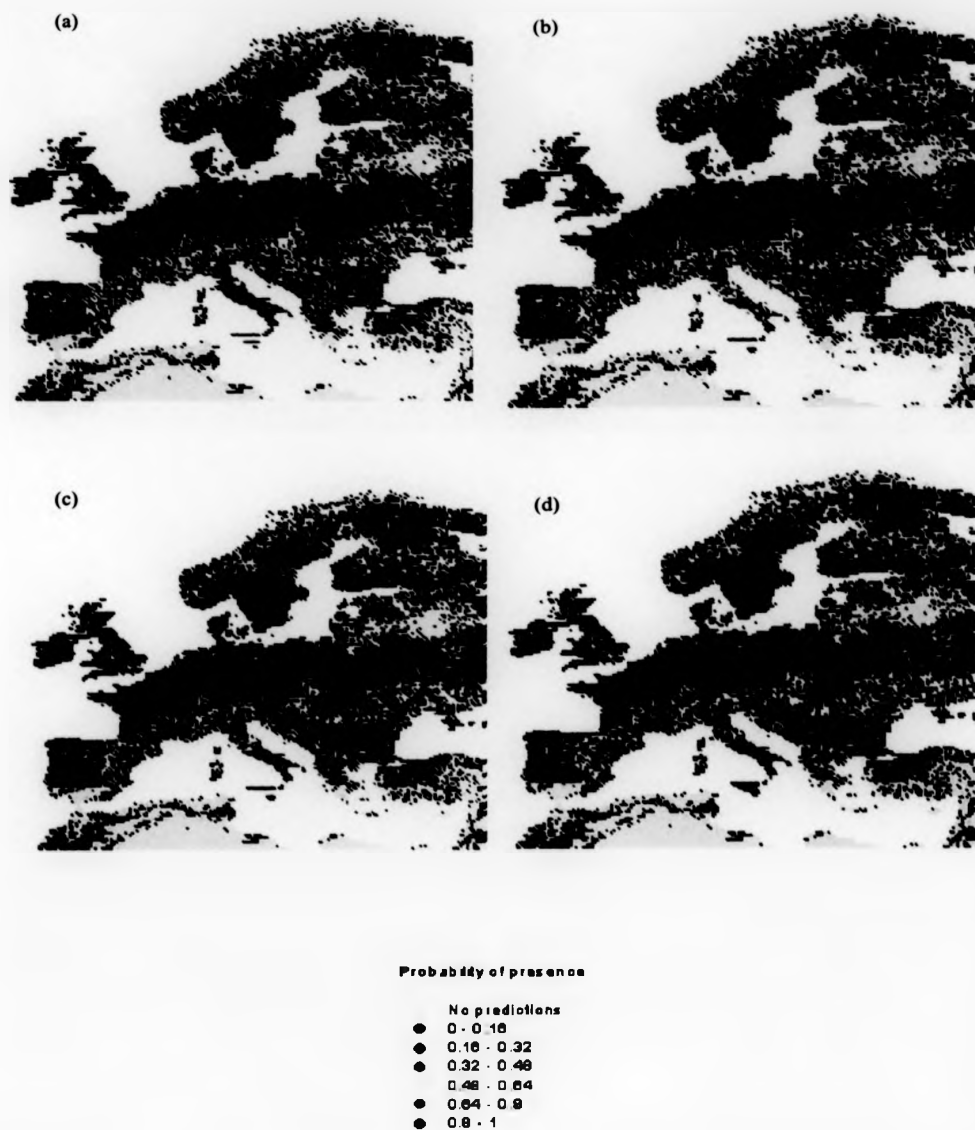 (a)
(b)
(c)
(d)
Probability of presence
No predictions
0 - 0.16
0.16 - 0.32
0.32 - 0.48
0.48 - 0.64
0.64 - 0.8
0.8 - 1